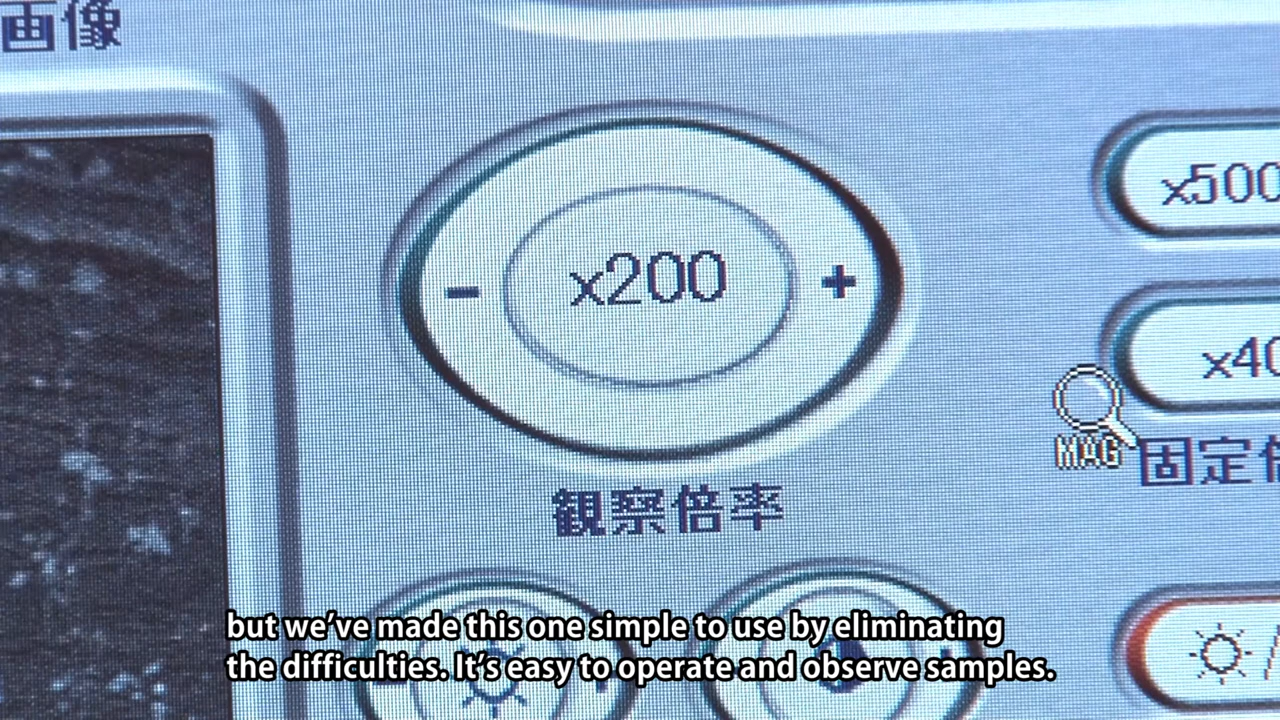 画像
x500
- x200 +
x40
MAG
固定倍
観察倍率
but we've made this one simple to use by eliminating
the difficulties. It's easy to operate and observe samples.